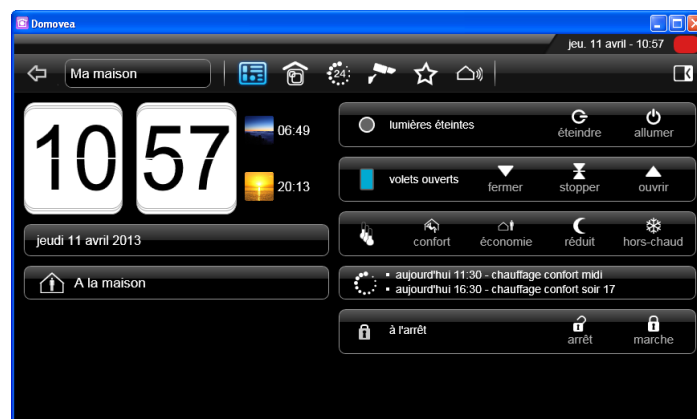 Domovea
jeu. 11 avril - 10:57
Ma maison
24
10 57
06:49
20:13
jeudi 11 avril 2013
A la maison
lumières éteintes
éteindre
allumer
volets ouverts
fermer
stopper
ouvrir
confort
économie
réduit
hors-chaud
aujourd'hui 11:30 - chauffage confort midi
aujourd'hui 16:30 - chauffage confort soir 17
à l'arrêt
arrêt
marche